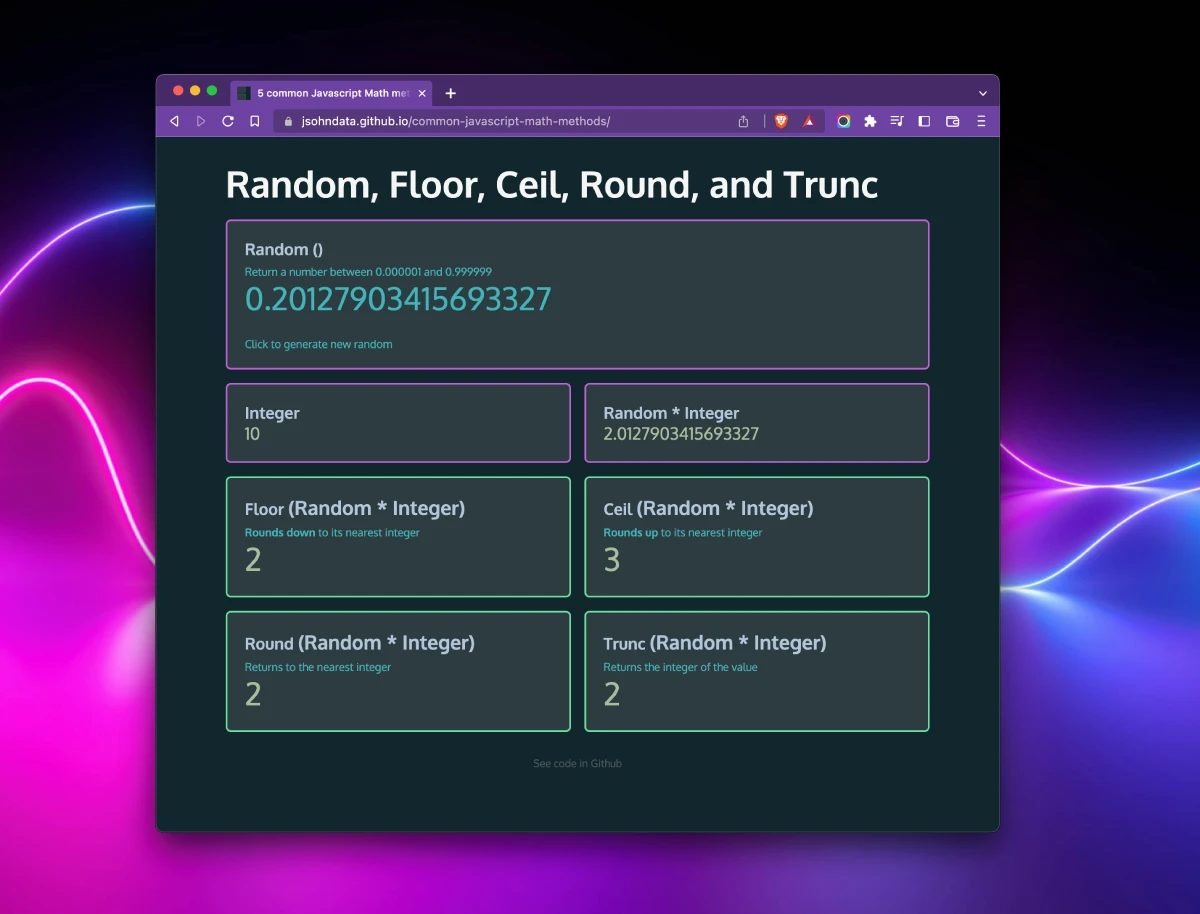 5 common Javascript Math met
jsohndata.github.io/common-javascript-math-methods/
Random, Floor, Ceil, Round, and Trunc
Random ()
Return a number between 0.000001 and 0.999999
0.20127903415693327
Click to generate new random
Integer
10
Random * Integer
2.0127903415693327
Floor (Random * Integer)
Rounds down to its nearest integer
2
Ceil (Random * Integer)
Rounds up to its nearest integer
3
Round (Random * Integer)
Returns to the nearest integer
2
Trunc (Random * Integer)
Returns the integer of the value
2
See code in Github